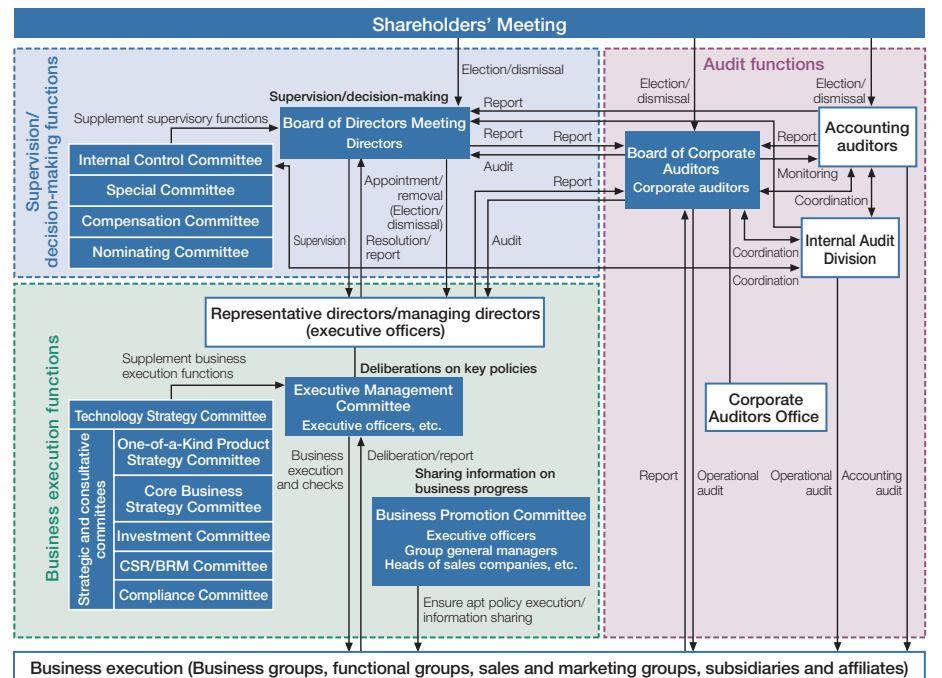 Shareholders' Meeting
Supervision/
decision-making functions
Election/dismissal
Supervision/decision-making
Board of Directors Meeting
Directors
Supplement supervisory functions
Internal Control Committee
Special Committee
Compensation Committee
Nominating Committee
Supervision
Appointment/
removal
(Election/
dismissal)
Resolution/
report
Report
Report
Report
Audit
Report
Audit
Audit functions
Election/
dismissal
Election/
dismissal
Board of Corporate
Auditors
Corporate auditors
Accounting
auditors
Report
Monitoring
Coordination
Internal Audit
Division
Coordination
Coordination
Corporate
Auditors Office
Report
Operational
audit
Operational
audit
Accounting
audit
Business execution functions
Representative directors/managing directors
(executive officers)
Supplement business
execution functions
Deliberations on key policies
Executive Management
Committee
Executive officers, etc.
Technology Strategy Committee
Strategic and consultative
committees
One-of-a-Kind Product
Strategy Committee
Core Business
Strategy Committee
Investment Committee
CSR/BRM Committee
Compliance Committee
Business
execution
and checks
Deliberation/report
Sharing information on
business progress
Business Promotion Committee
Executive officers
Group general managers
Heads of sales companies, etc.
Ensure apt policy execution/
information sharing
Business execution (Business groups, functional groups, sales and marketing groups, subsidiaries and affiliates)